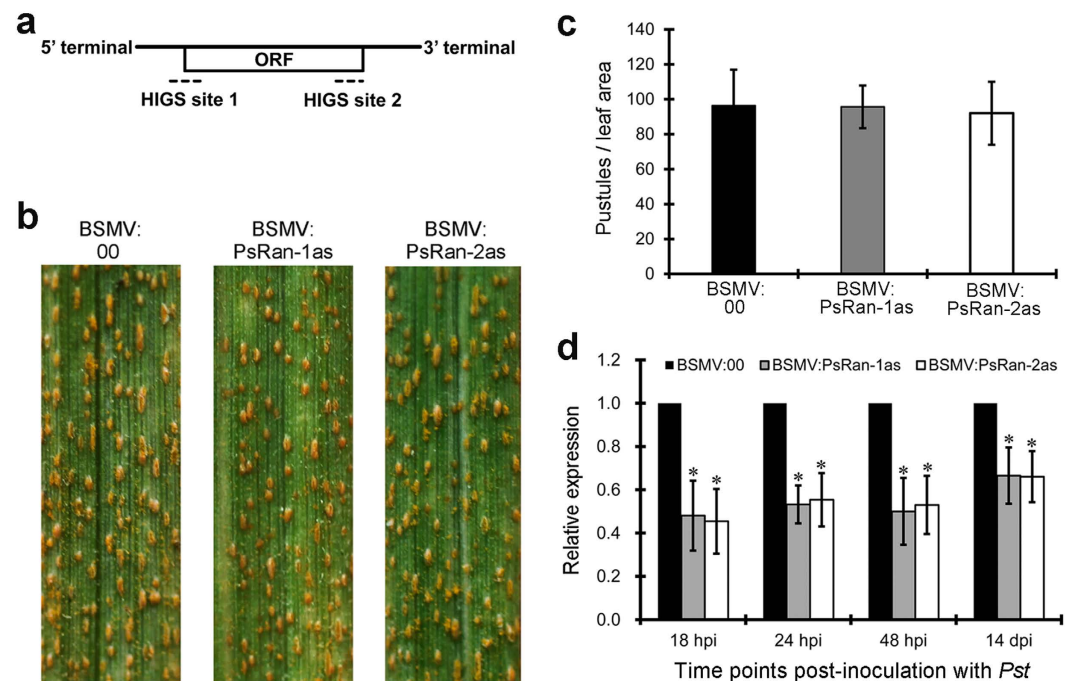 a
5' terminal
3' terminal
ORF
HIGS site 1
HIGS site 2
b
BSMV:
00
BSMV:
PsRan-1as
BSMV:
PsRan-2as
c
Pustules / leaf area
140
120
100
80
60
40
20
0
BSMV:
00
BSMV:
PsRan-1as
BSMV:
PsRan-2as
d
BSMV:00 BSMV:PsRan-1as BSMV:PsRan-2as
Relative expression
1.2
1.0
0.8
0.6
0.4
0.2
0.0
* *
* *
* *
* *
18 hpi
24 hpi
48 hpi
14 dpi
Time points post-inoculation with Pst